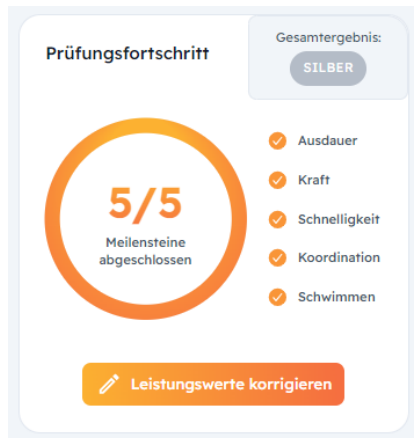 Prüfungsfortschritt
Gesamtergebnis:
SILBER
5/5
Meilensteine
abgeschlossen
Ausdauer
Kraft
Schnelligkeit
Koordination
Schwimmen
Leistungswerte korrigieren